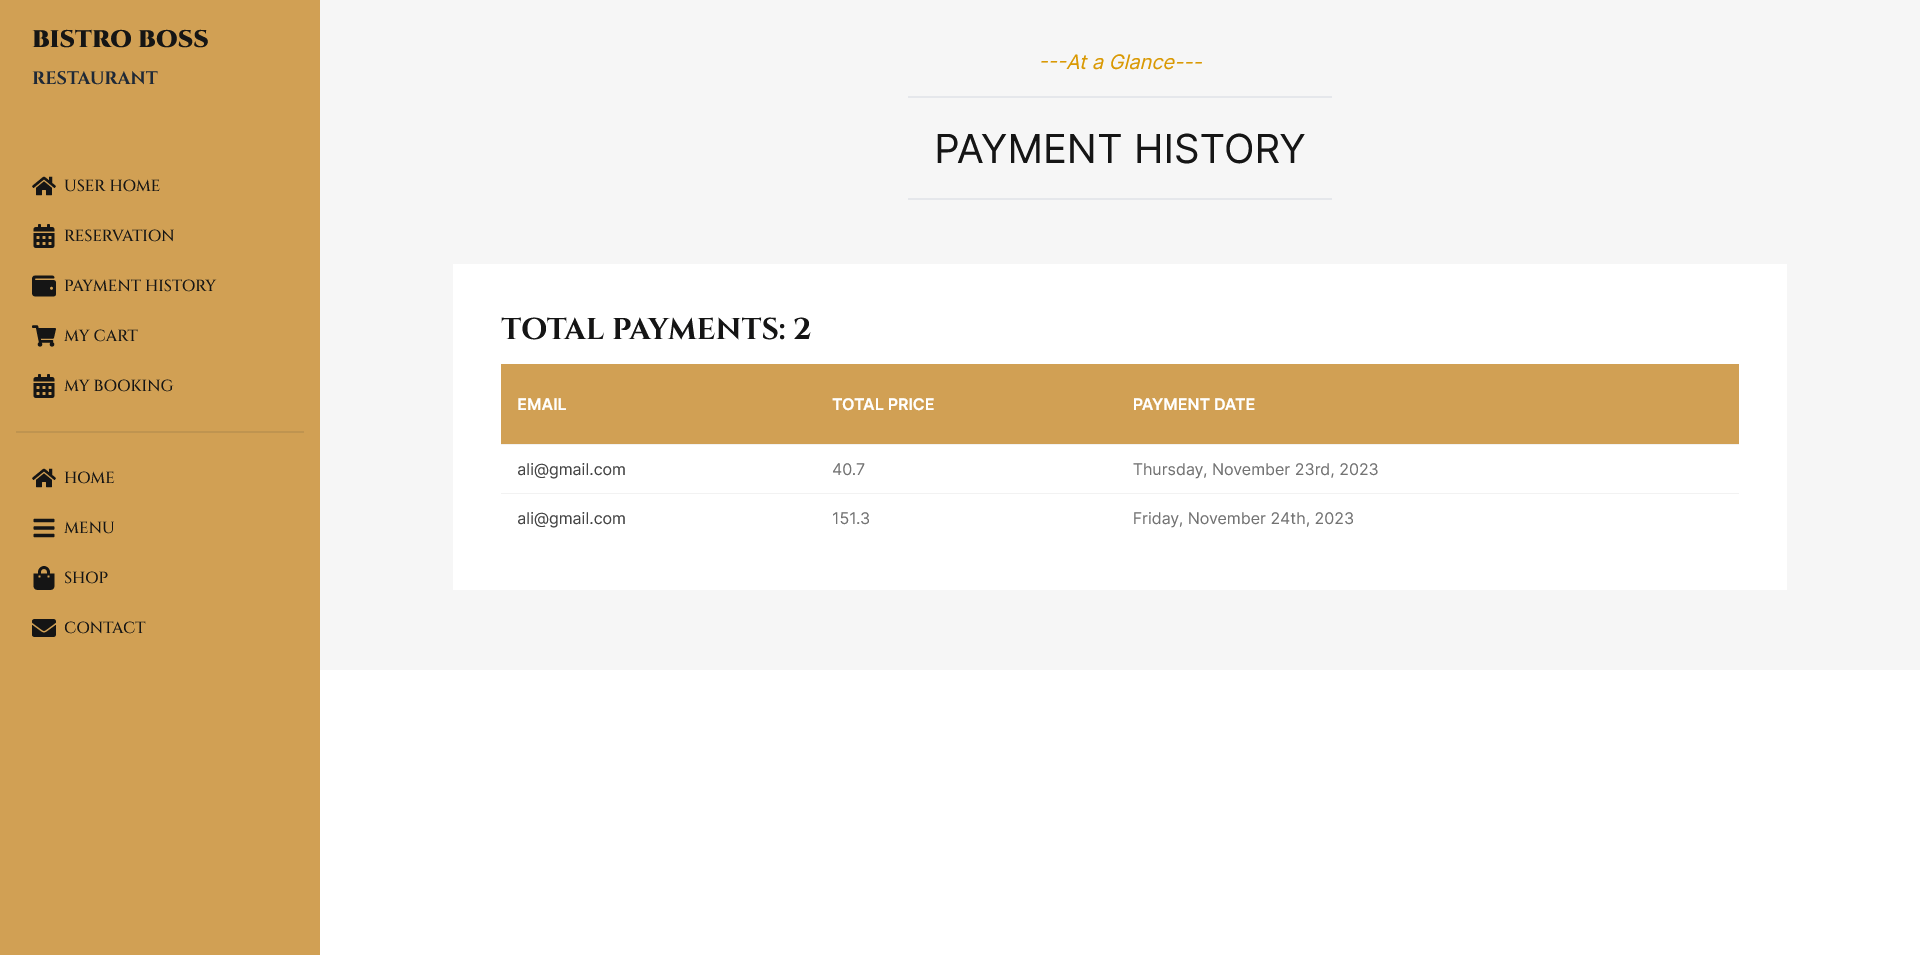 BISTRO BOSS
RESTAURANT
USER HOME
RESERVATION
PAYMENT HISTORY
MY CART
MY BOOKING
HOME
MENU
SHOP
CONTACT
---At a Glance---
PAYMENT HISTORY
TOTAL PAYMENTS: 2
EMAIL TOTAL PRICE PAYMENT DATE
ali@gmail.com 40.7 Thursday, November 23rd, 2023
ali@gmail.com 151.3 Friday, November 24th, 2023